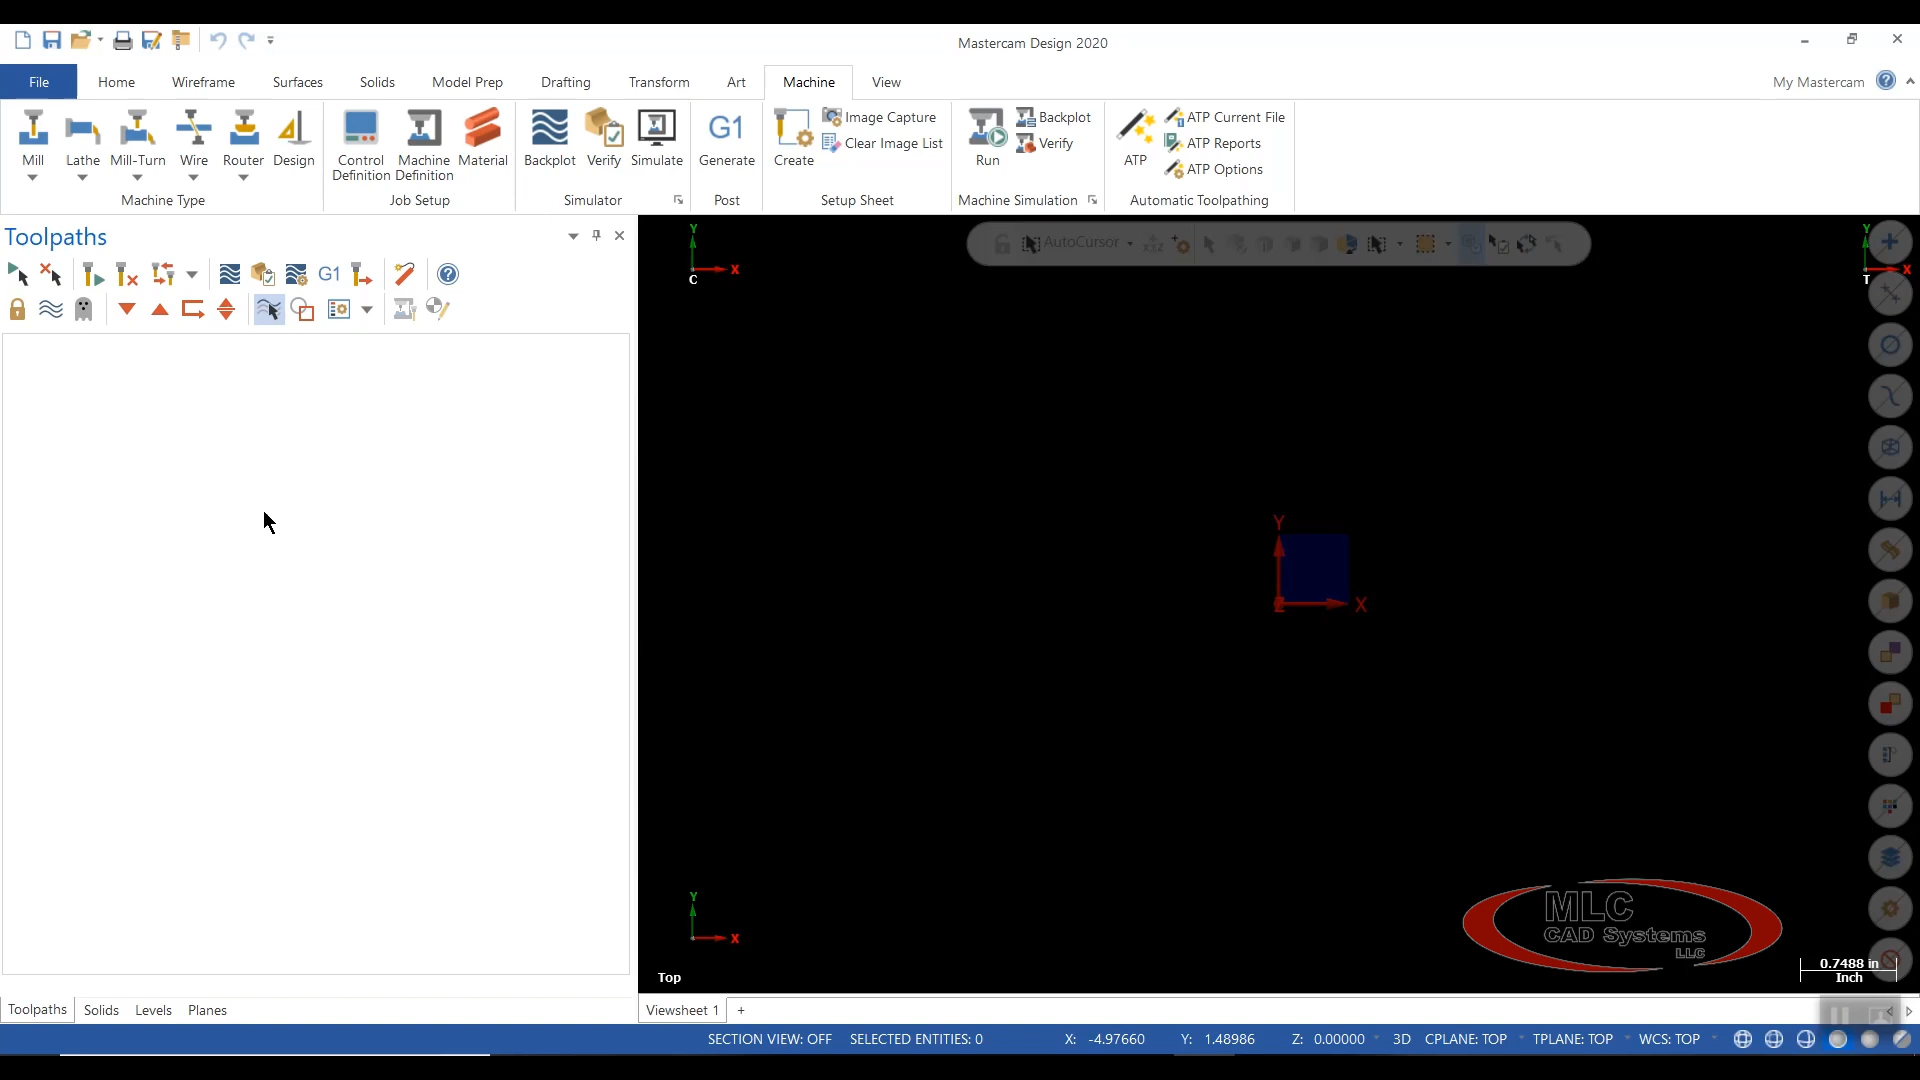 Mastercam Design 2020
File Home Wireframe Surfaces Solids Model Prep Drafting Transform Art Machine View My Mastercam
Mill Lathe Mill-Turn Wire Router Design
Machine Type
Control Definition Machine Definition Material
Job Setup
Backplot Verify Simulate
Simulator
G1
Generate
Post
Create
Image Capture
Clear Image List
Setup Sheet
Run
Backplot
Verify
Machine Simulation
ATP
ATP Current File
ATP Reports
ATP Options
Automatic Toolpathing
Toolpaths
G1
AutoCursor
Y
X
C
Y
X
T
Y
X
Z
Y
X
Top
MLC
CAD Systems
LLC
0.7488 in
Inch
Toolpaths Solids Levels Planes
Viewsheet 1 +
SECTION VIEW: OFF SELECTED ENTITIES: 0 X: -4.97660 Y: 1.48986 Z: 0.00000 3D CPLANE: TOP TPLANE: TOP WCS: TOP